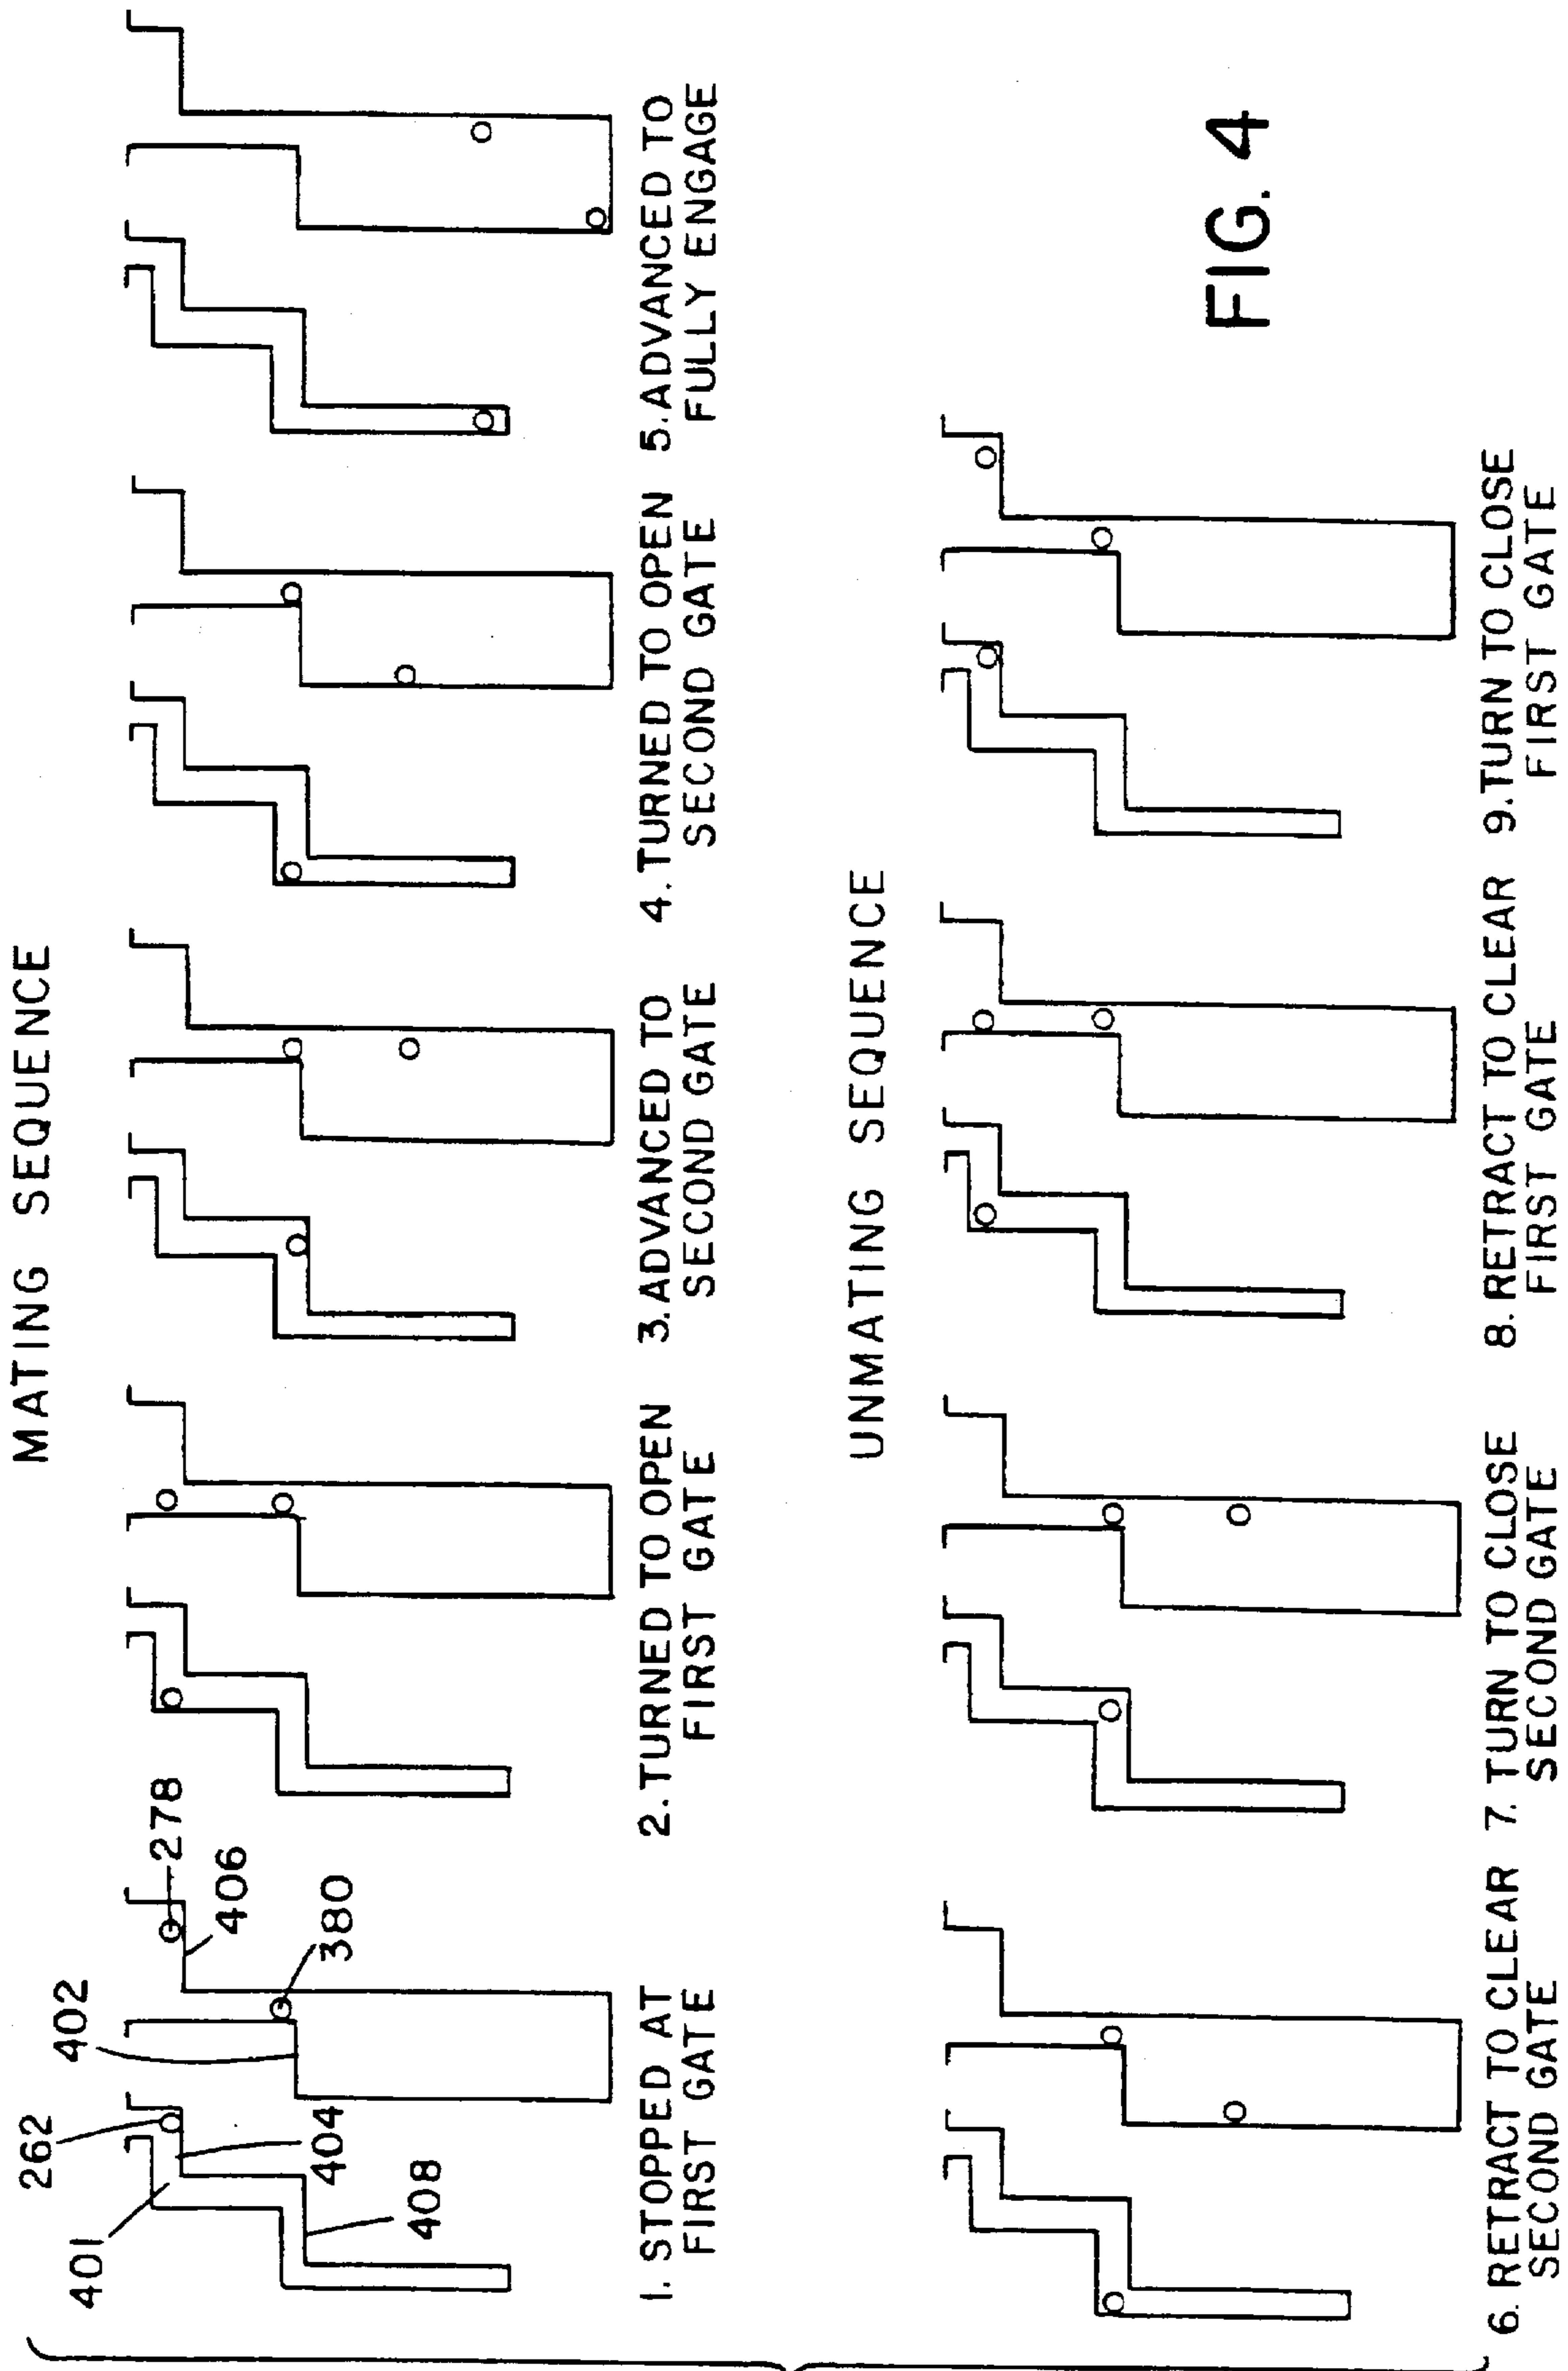 MATING SEQUENCE
262
401
404
408
402
278
406
380
1. STOPPED AT
FIRST GATE
2. TURNED TO OPEN
FIRST GATE
3. ADVANCED TO
SECOND GATE
4. TURNED TO OPEN
SECOND GATE
5. ADVANCED TO
FULLY ENGAGE
UNMATING SEQUENCE
6. RETRACT TO CLEAR
SECOND GATE
7. TURN TO CLOSE
SECOND GATE
8. RETRACT TO CLEAR
FIRST GATE
9. TURN TO CLOSE
FIRST GATE
FIG. 4